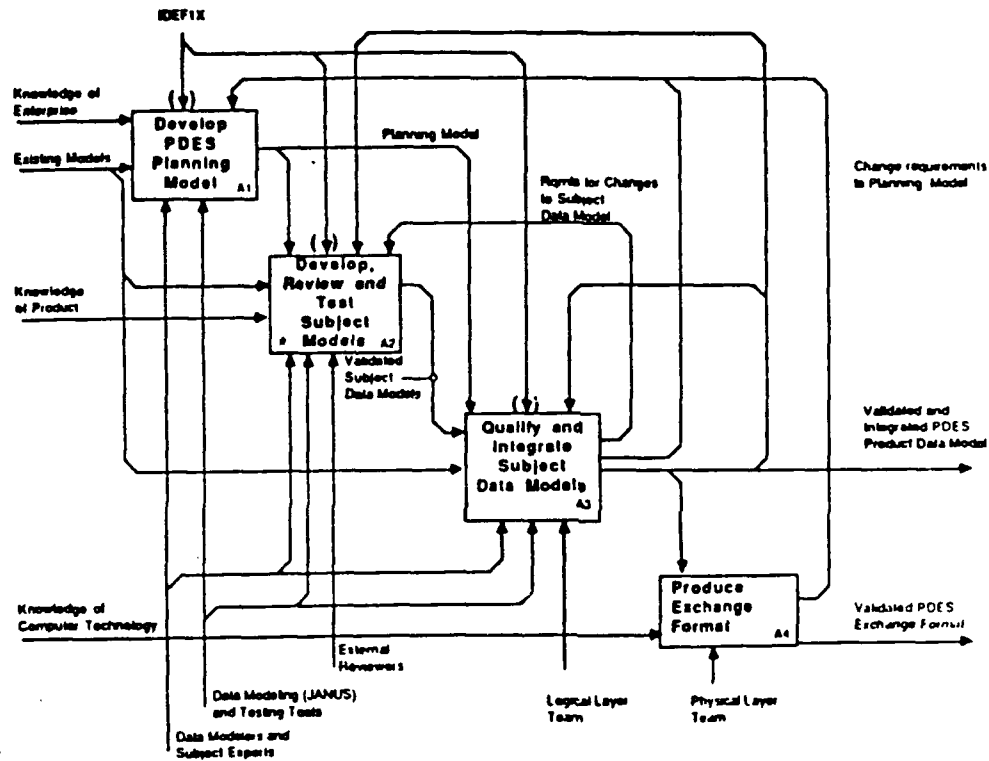 IDEF1X
Knowledge of
Enterprise
( )
Develop
PDES
Planning
Model
A1
Existing Models
Planning Model
Change requirements
to Planning Model
Rqmts for Changes
to Subject
Data Model
( )
Develop,
Review and
Test
Subject
Models
A2
Knowledge
of Product
Validated
Subject
Data Models
( )
Qualify and
Integrate
Subject
Data Models
A3
Validated and
Integrated PDES
Product Data Model
Produce
Exchange
Format
A4
Knowledge of
Computer Technology
Validated PDES
Exchange Format
External
Reviewers
Data Modeling (JANUS)
and Testing Tools
Logical Layer
Team
Physical Layer
Team
Data Modelers and
Subject Experts